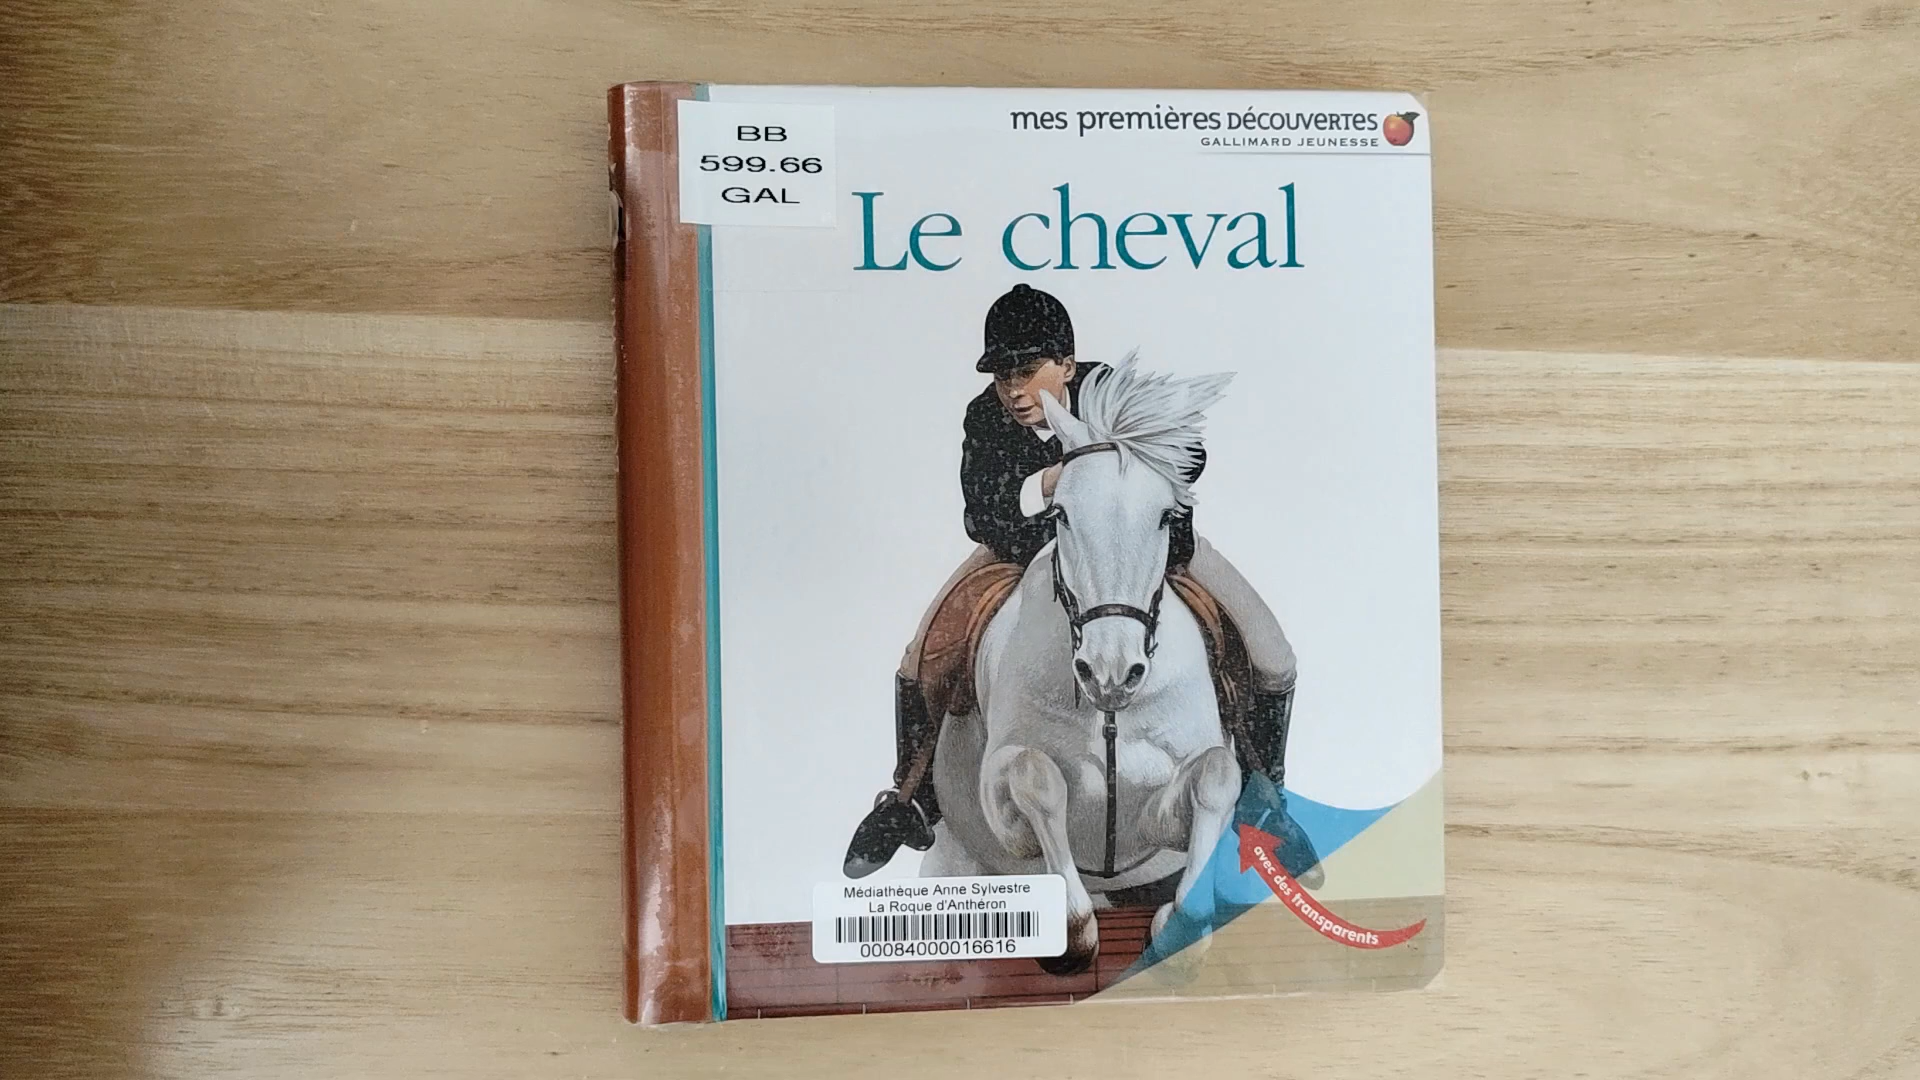 BB
599.66
GAL
mes premières DÉCOUVERTES
GALLIMARD JEUNESSE
Le cheval
avec des transparents
Médiathèque Anne Sylvestre
La Roque d'Anthéron
00084000016616